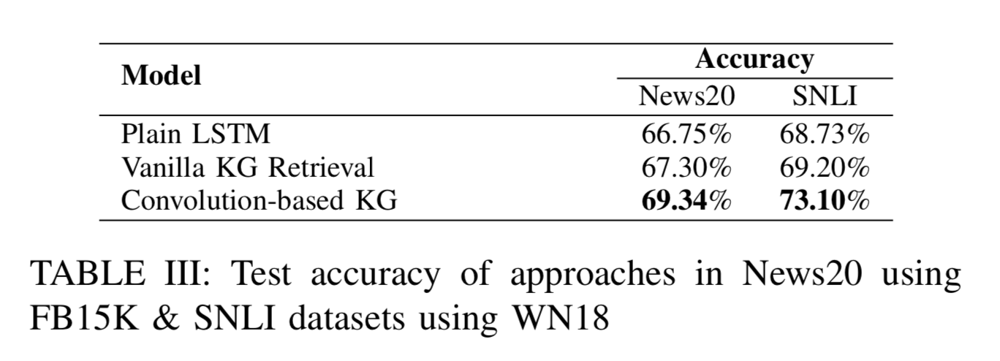 Model Accuracy
News20 SNLI
Plain LSTM 66.75% 68.73%
Vanilla KG Retrieval 67.30% 69.20%
Convolution-based KG 69.34% 73.10%
TABLE III: Test accuracy of approaches in News20 using
FB15K & SNLI datasets using WN18